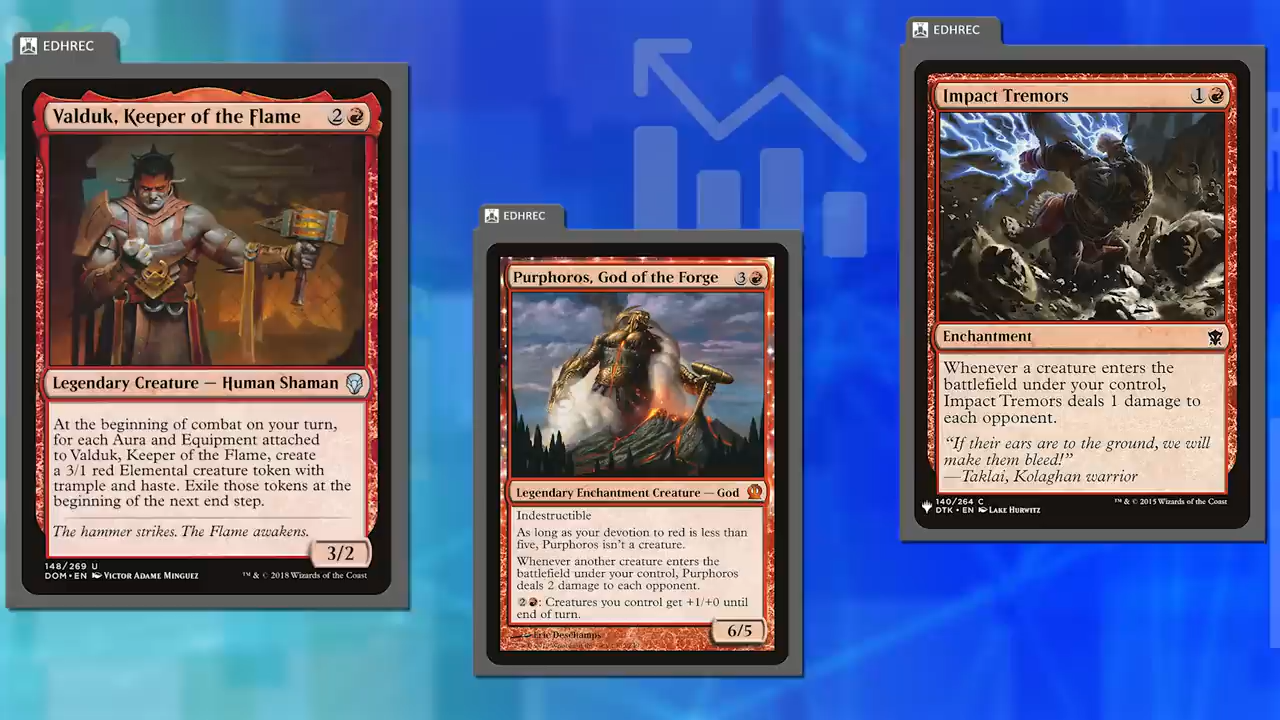 EDHREC
Valduk, Keeper of the Flame 2
Legendary Creature — Human Shaman
At the beginning of combat on your turn,
for each Aura and Equipment attached
to Valduk, Keeper of the Flame, create
a 3/1 red Elemental creature token with
trample and haste. Exile those tokens at the
beginning of the next end step.
The hammer strikes. The Flame awakens.
3/2
148/269 U
DOM • EN Victor Adame Minguez
™ & © 2018 Wizards of the Coast
EDHREC
Purphoros, God of the Forge 3
Legendary Enchantment Creature — God
Indestructible
As long as your devotion to red is less than
five, Purphoros isn't a creature.
Whenever another creature enters the
battlefield under your control, Purphoros
deals 2 damage to each opponent.
2 : Creatures you control get +1/+0 until
end of turn.
6/5
Eric Deschamps
EDHREC
Impact Tremors 1
Enchantment
Whenever a creature enters the
battlefield under your control,
Impact Tremors deals 1 damage to
each opponent.
"If their ears are to the ground, we will
make them bleed!"
—Taklai, Kolaghan warrior
140/264 C
DTK • EN Lake Hurwitz
™ & © 2015 Wizards of the Coast